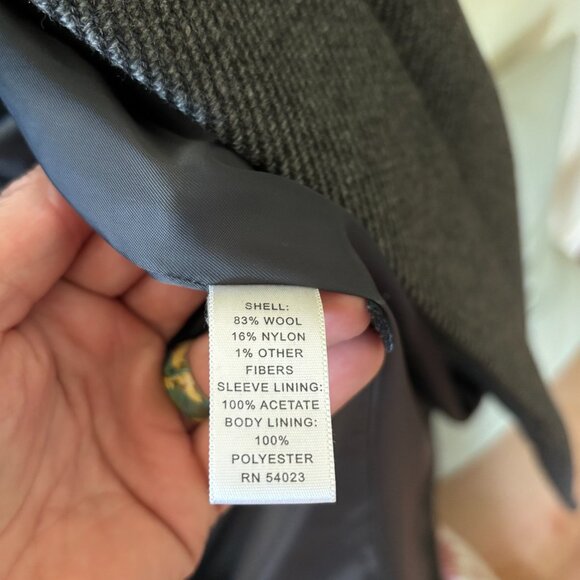 SHELL:
83% WOOL
16% NYLON
1% OTHER
FIBERS
SLEEVE LINING:
100% ACETATE
BODY LINING:
100%
POLYESTER
RN 54023